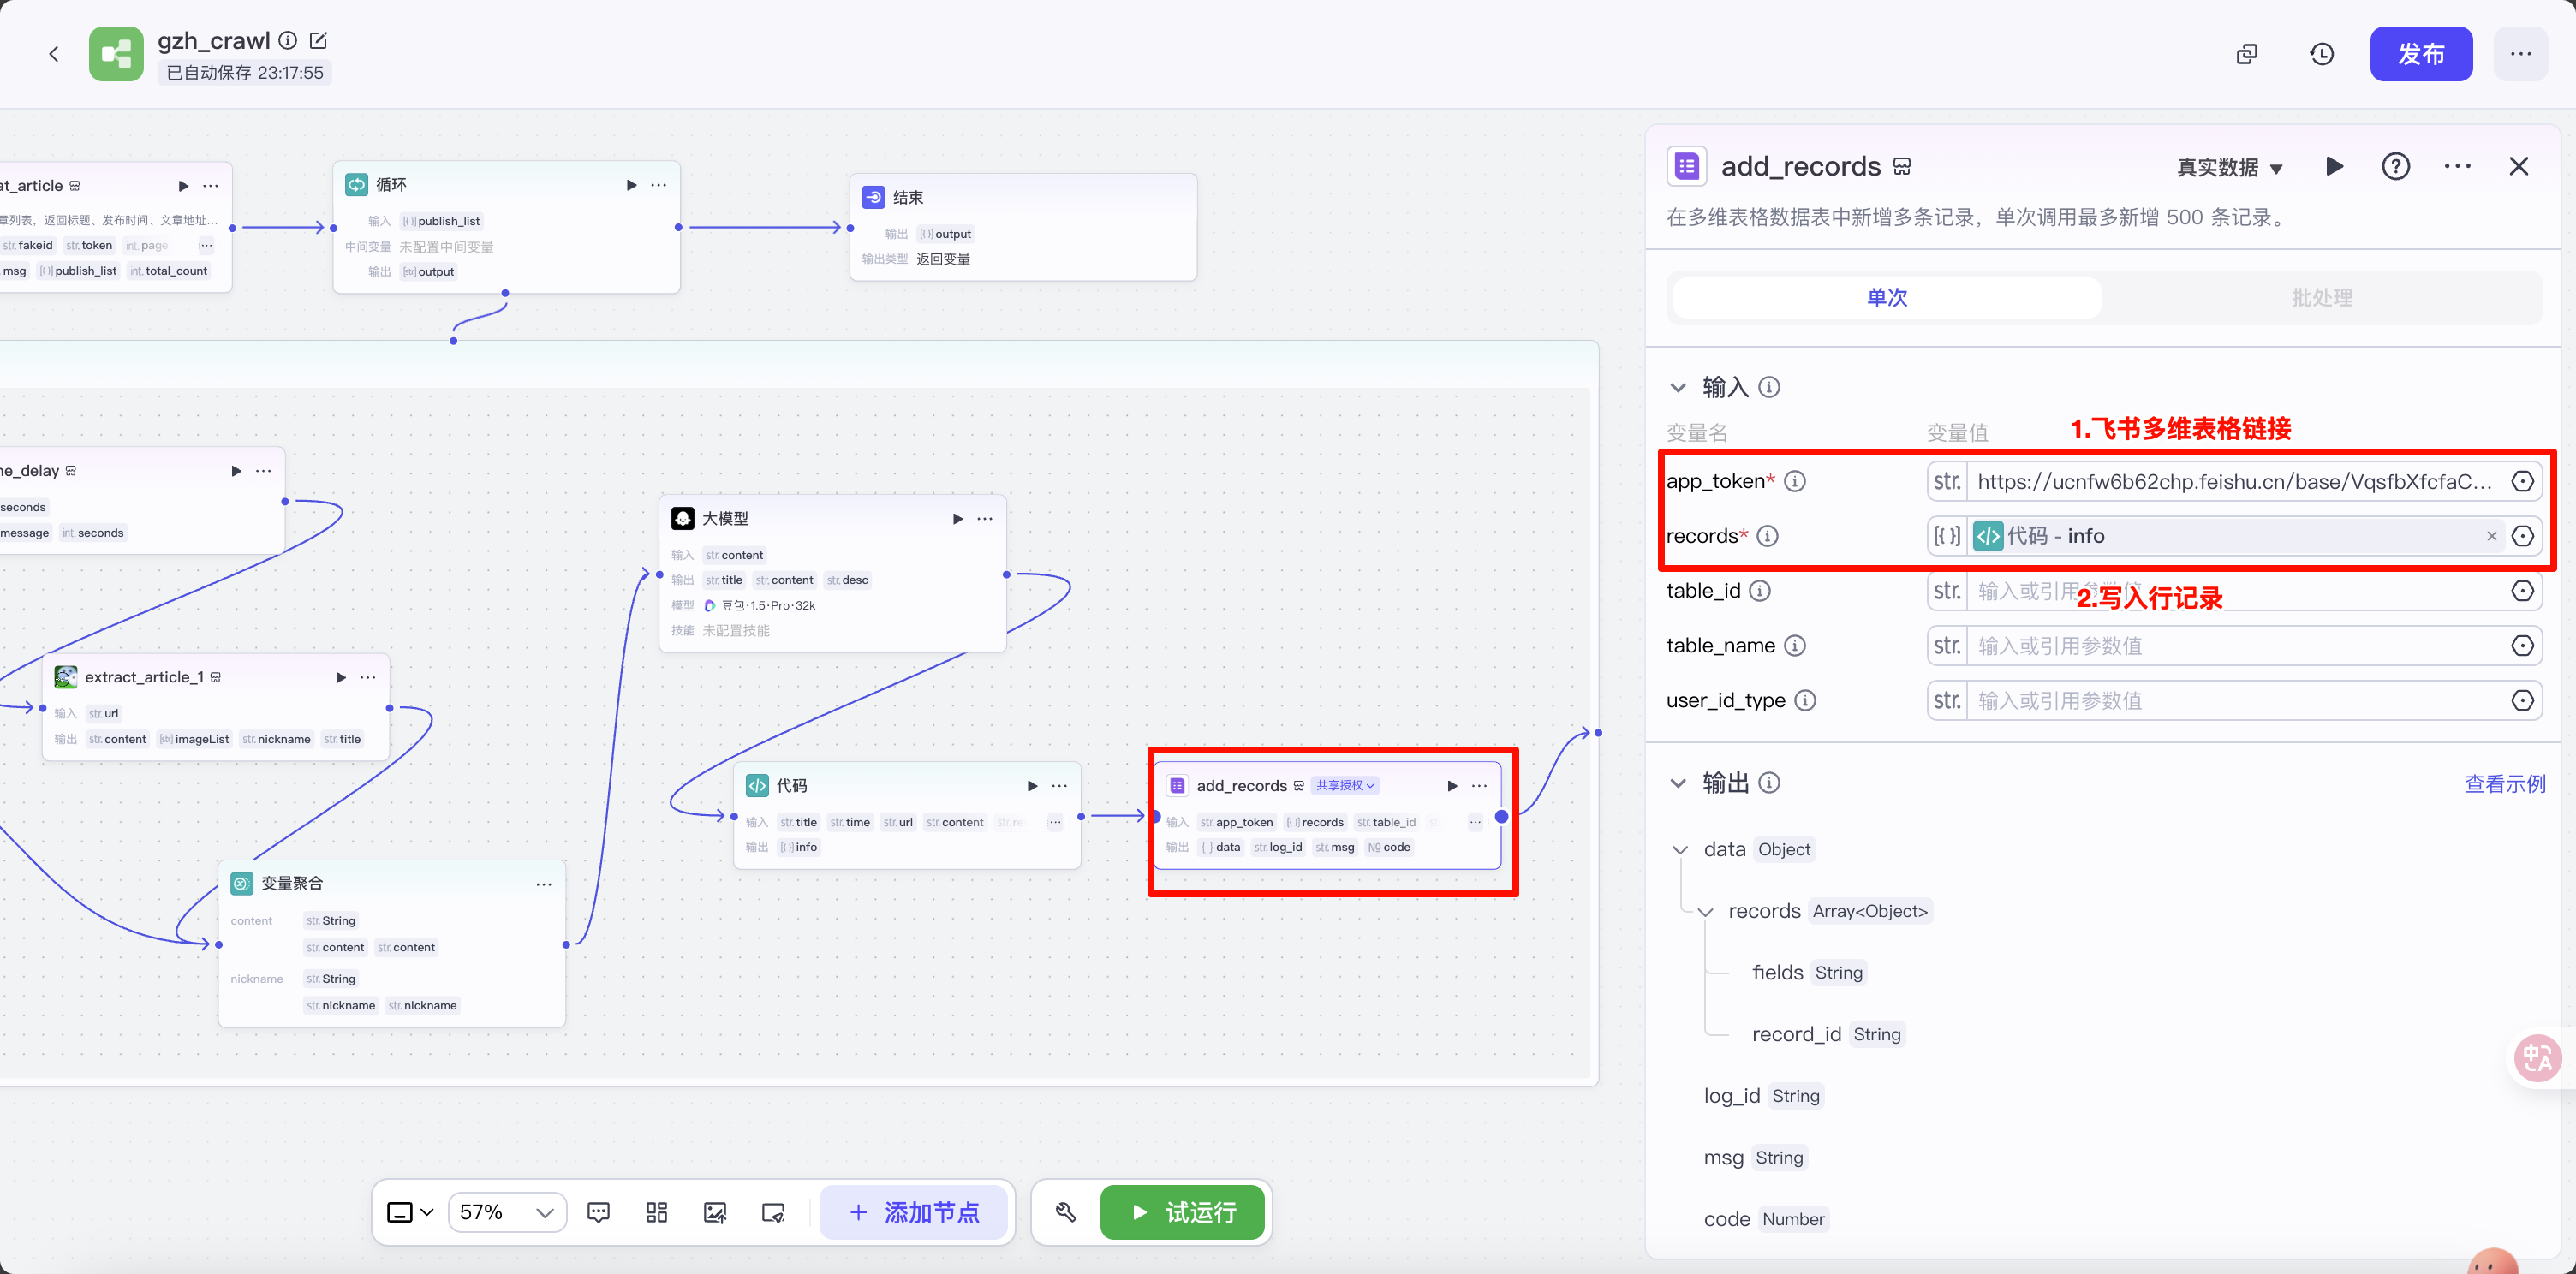 gzh_crawl
已自动保存 23:17:55
发布
at_article
章列表，返回标题、发布时间、文章地址...
str. fakeid str. token int. page ...
msg [{}] publish_list int. total_count
循环
输入 [{}] publish_list
中间变量 未配置中间变量
输出 [str] output
结束
输出 [{}] output
输出类型 返回变量
ne_delay
seconds
message int. seconds
extract_article_1
输入 str. url
输出 str. content [str] imageList str. nickname str. title
变量聚合
content str. String
str. content str. content
nickname str. String
str. nickname str. nickname
大模型
输入 str. content
输出 str. title str. content str. desc
模型 豆包·1.5·Pro·32k
技能 未配置技能
代码
输入 str. title str. time str. url str. content str. re ...
输出 [{}] info
add_records 共享授权
输入 str. app_token [{}] records str. table_id ...
输出 { } data str. log_id str. msg NO code
57%
添加节点
试运行
add_records 真实数据
在多维表格数据表中新增多条记录，单次调用最多新增 500 条记录。
单次 批处理
输入
变量名 变量值 1.飞书多维表格链接
app_token* str. https://ucnfw6b62chp.feishu.cn/base/VqsfbXfcfaC...
records* [{}] 代码 - info
table_id str. 输入或引用参数值
2.写入行记录
table_name str. 输入或引用参数值
user_id_type str. 输入或引用参数值
输出 查看示例
data Object
records Array<Object>
fields String
record_id String
log_id String
msg String
code Number
中A